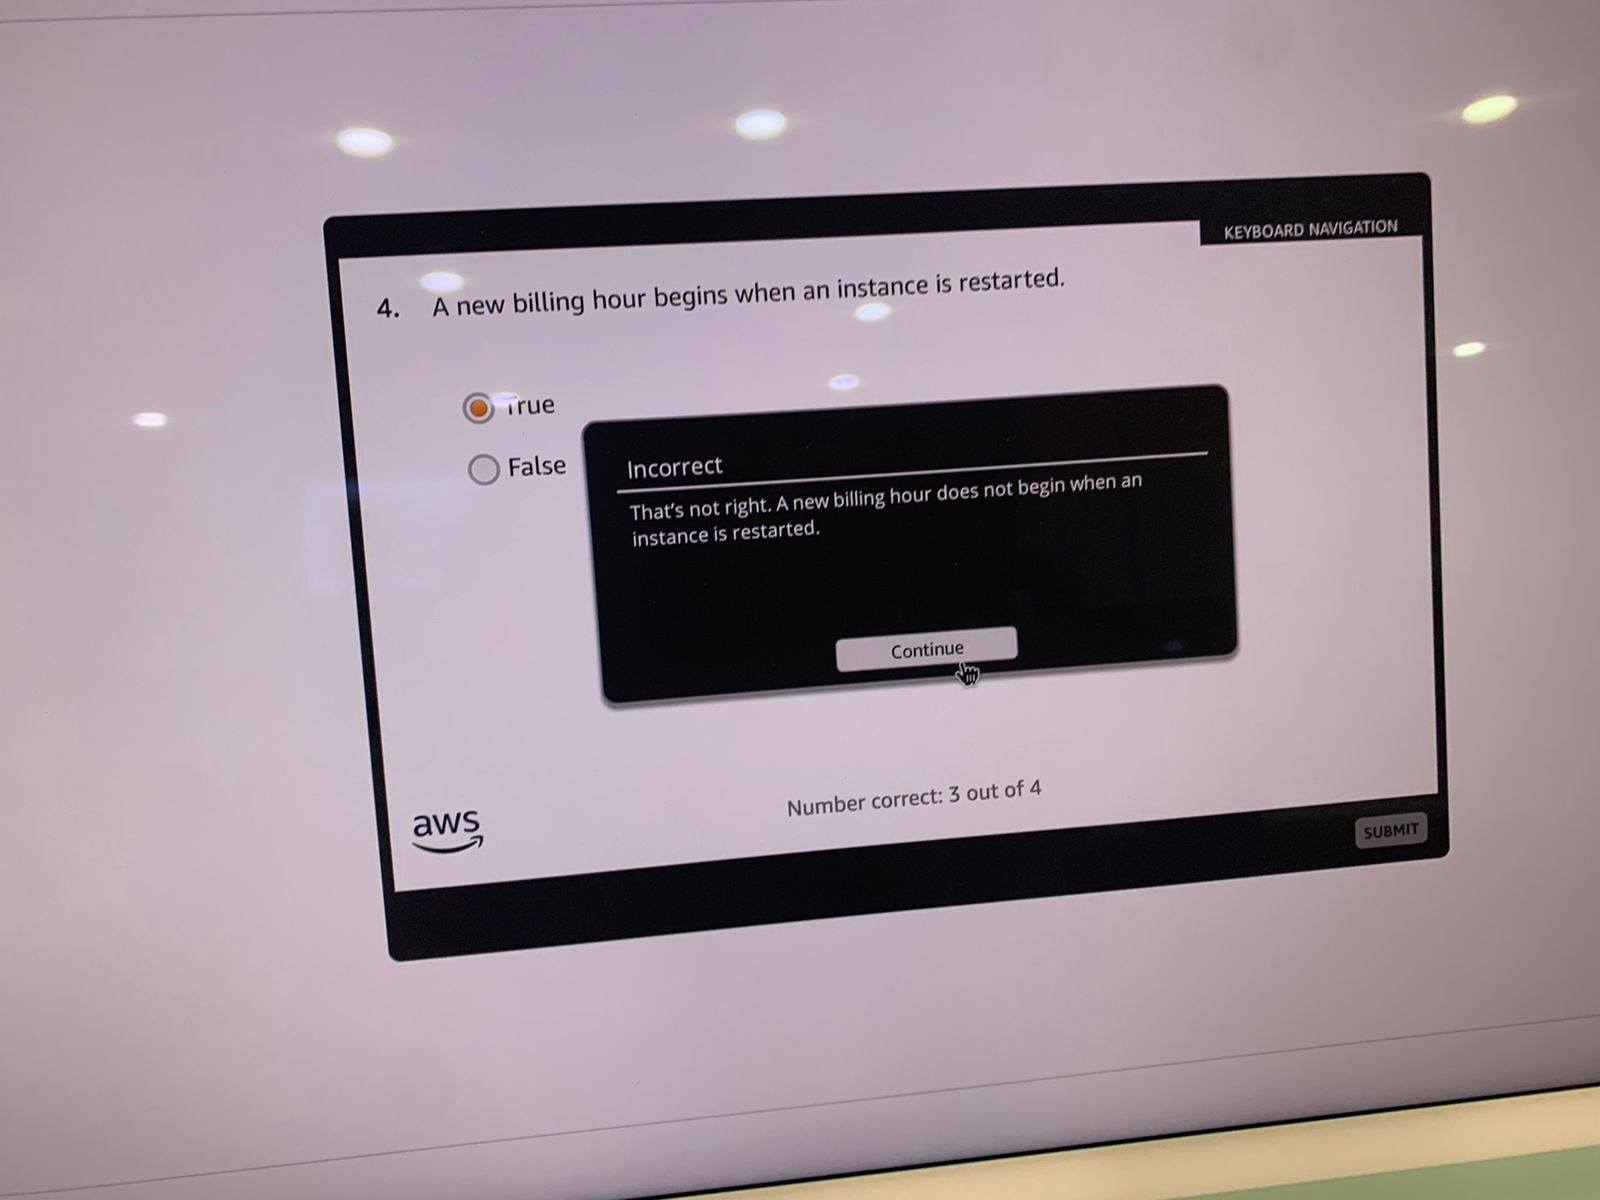 KEYBOARD NAVIGATION
4. A new billing hour begins when an instance is restarted.
True
False
Incorrect
That's not right. A new billing hour does not begin when an
instance is restarted.
Continue
Number correct: 3 out of 4
aws
SUBMIT